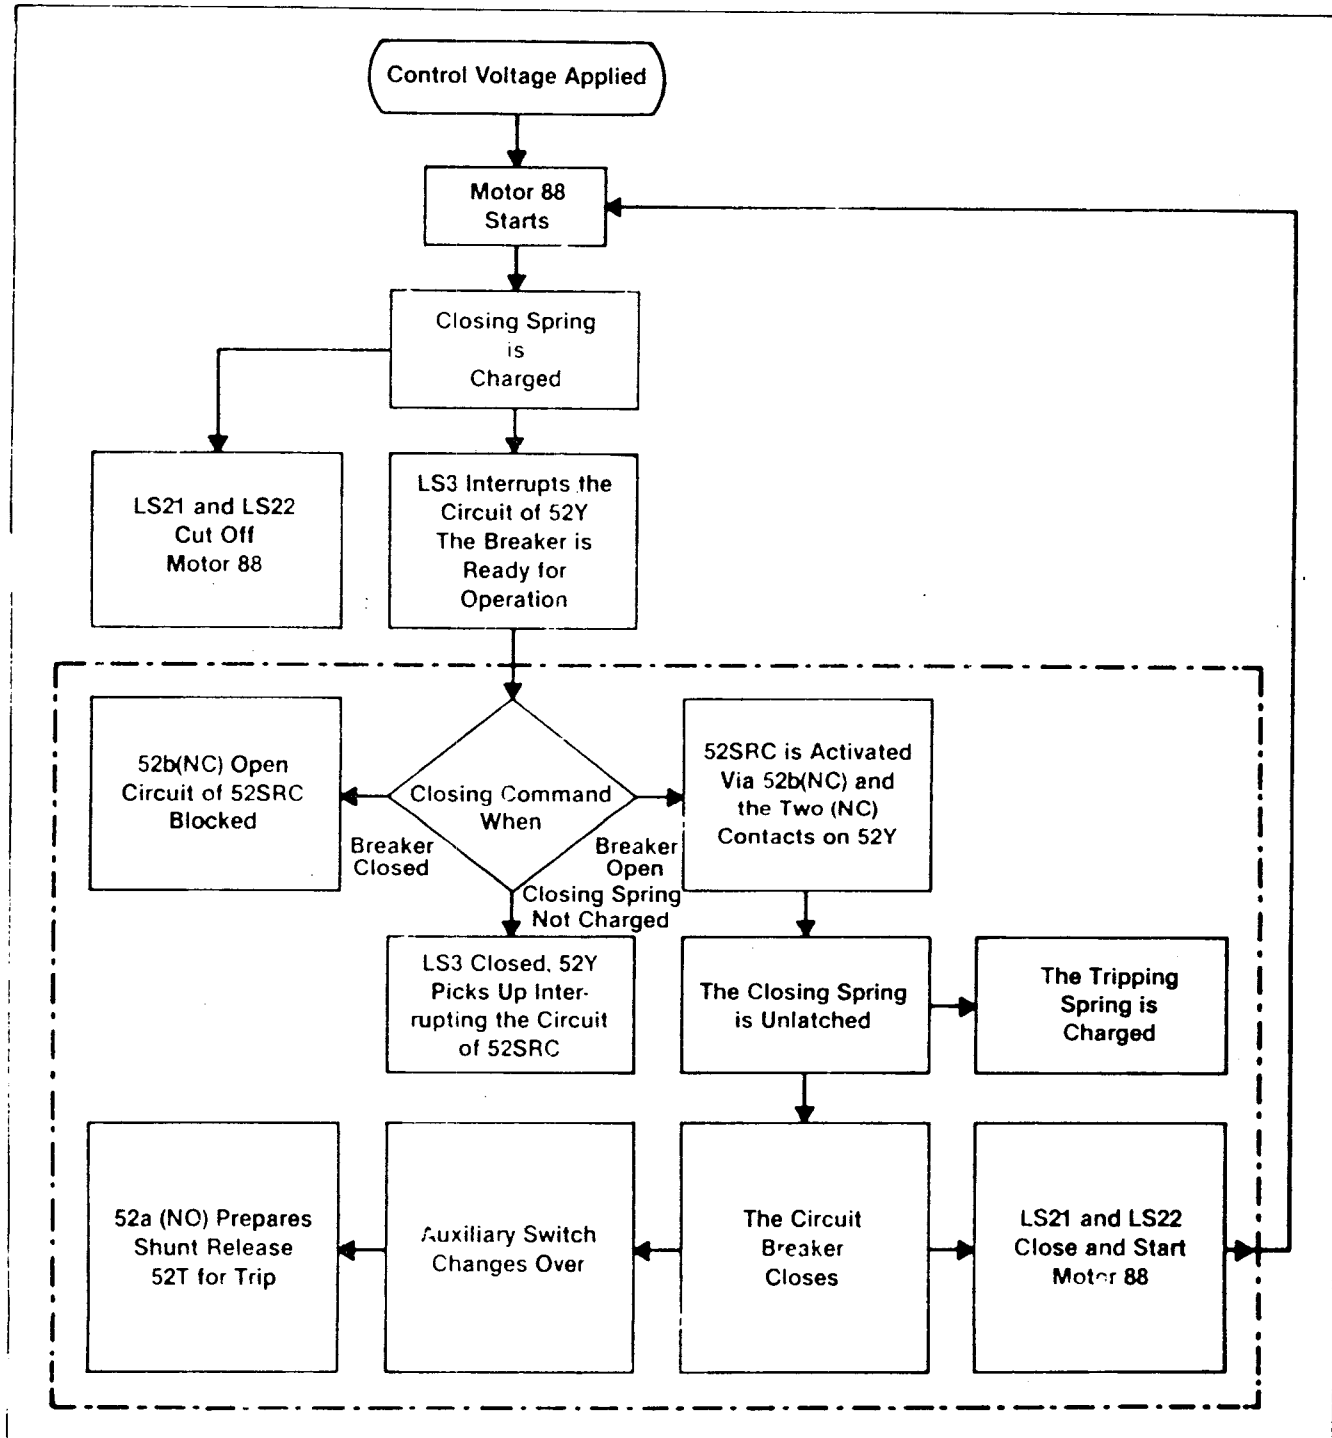 Control Voltage Applied
Motor 88
Starts
Closing Spring
is
Charged
LS21 and LS22
Cut Off
Motor 88
LS3 Interrupts the
Circuit of 52Y
The Breaker is
Ready for
Operation
52b(NC) Open
Circuit of 52SRC
Blocked
Closing Command
When
Breaker
Closed
Breaker
Open
Closing Spring
Not Charged
52SRC is Activated
Via 52b(NC) and
the Two (NC)
Contacts on 52Y
LS3 Closed, 52Y
Picks Up Inter-
rupting the Circuit
of 52SRC
The Closing Spring
is Unlatched
The Tripping
Spring is
Charged
52a (NO) Prepares
Shunt Release
52T for Trip
Auxiliary Switch
Changes Over
The Circuit
Breaker
Closes
LS21 and LS22
Close and Start
Motor 88